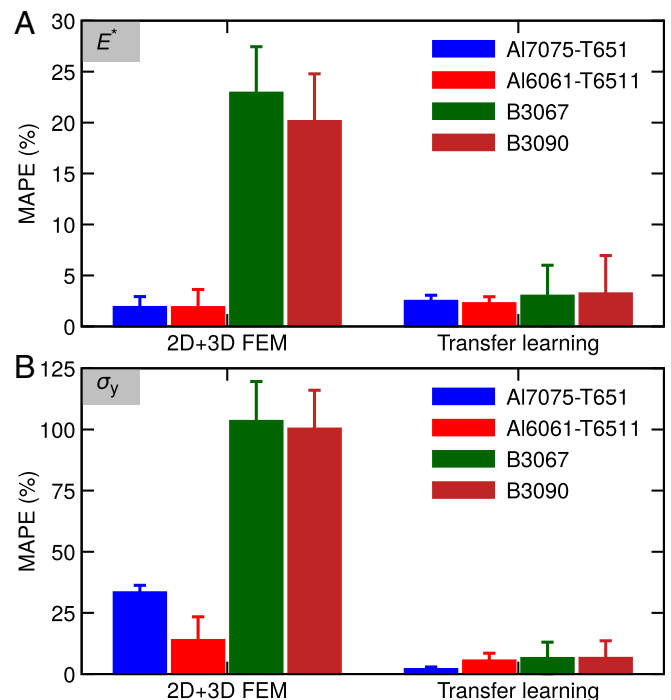 A
E*
MAPE (%)
30
25
20
15
10
5
0
Al7075-T651
Al6061-T6511
B3067
B3090
2D+3D FEM
Transfer learning
B
σy
MAPE (%)
125
100
75
50
25
0
Al7075-T651
Al6061-T6511
B3067
B3090
2D+3D FEM
Transfer learning